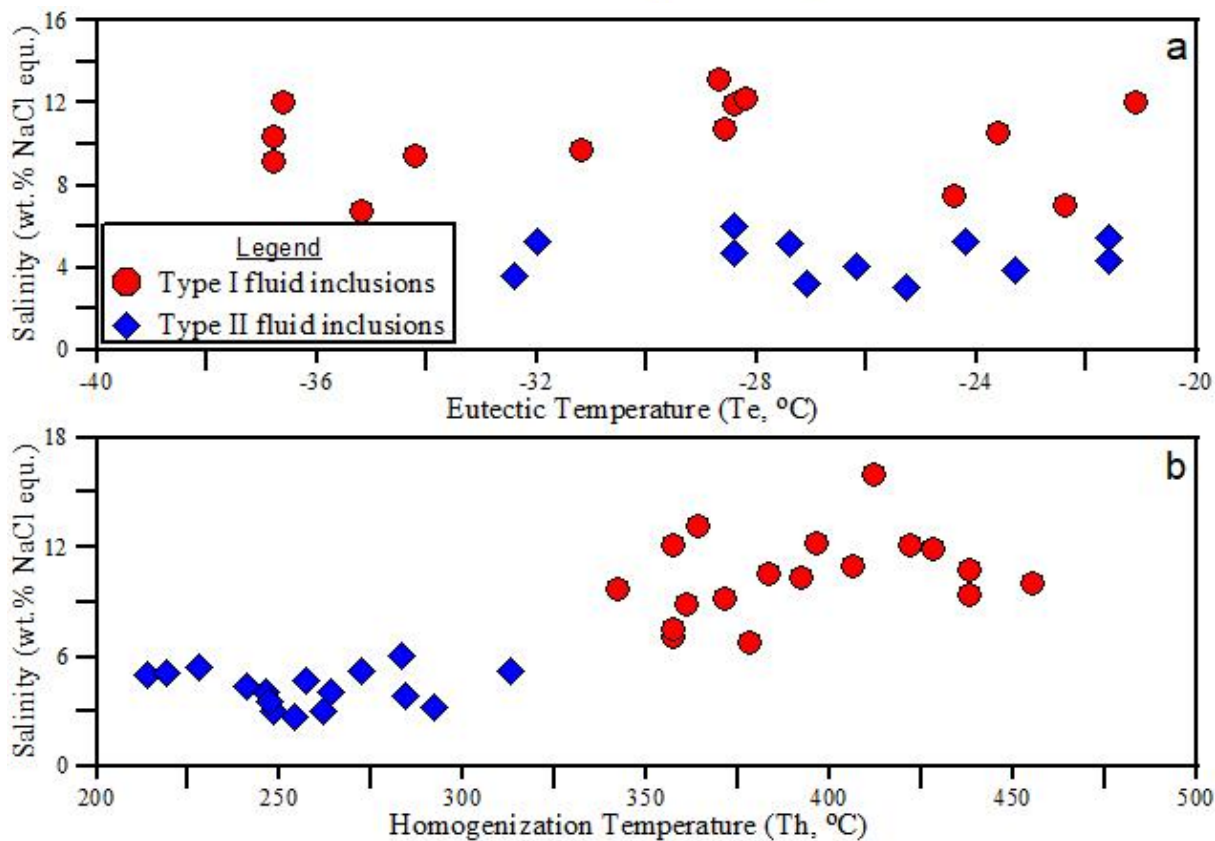 a
Salinity (wt.% NaCl equ.)
16
12
8
4
0
Legend
Type I fluid inclusions
Type II fluid inclusions
-40
-36
-32
-28
-24
-20
Eutectic Temperature (Te, ºC)
b
Salinity (wt.% NaCl equ.)
18
12
6
0
200
250
300
350
400
450
500
Homogenization Temperature (Th, ºC)